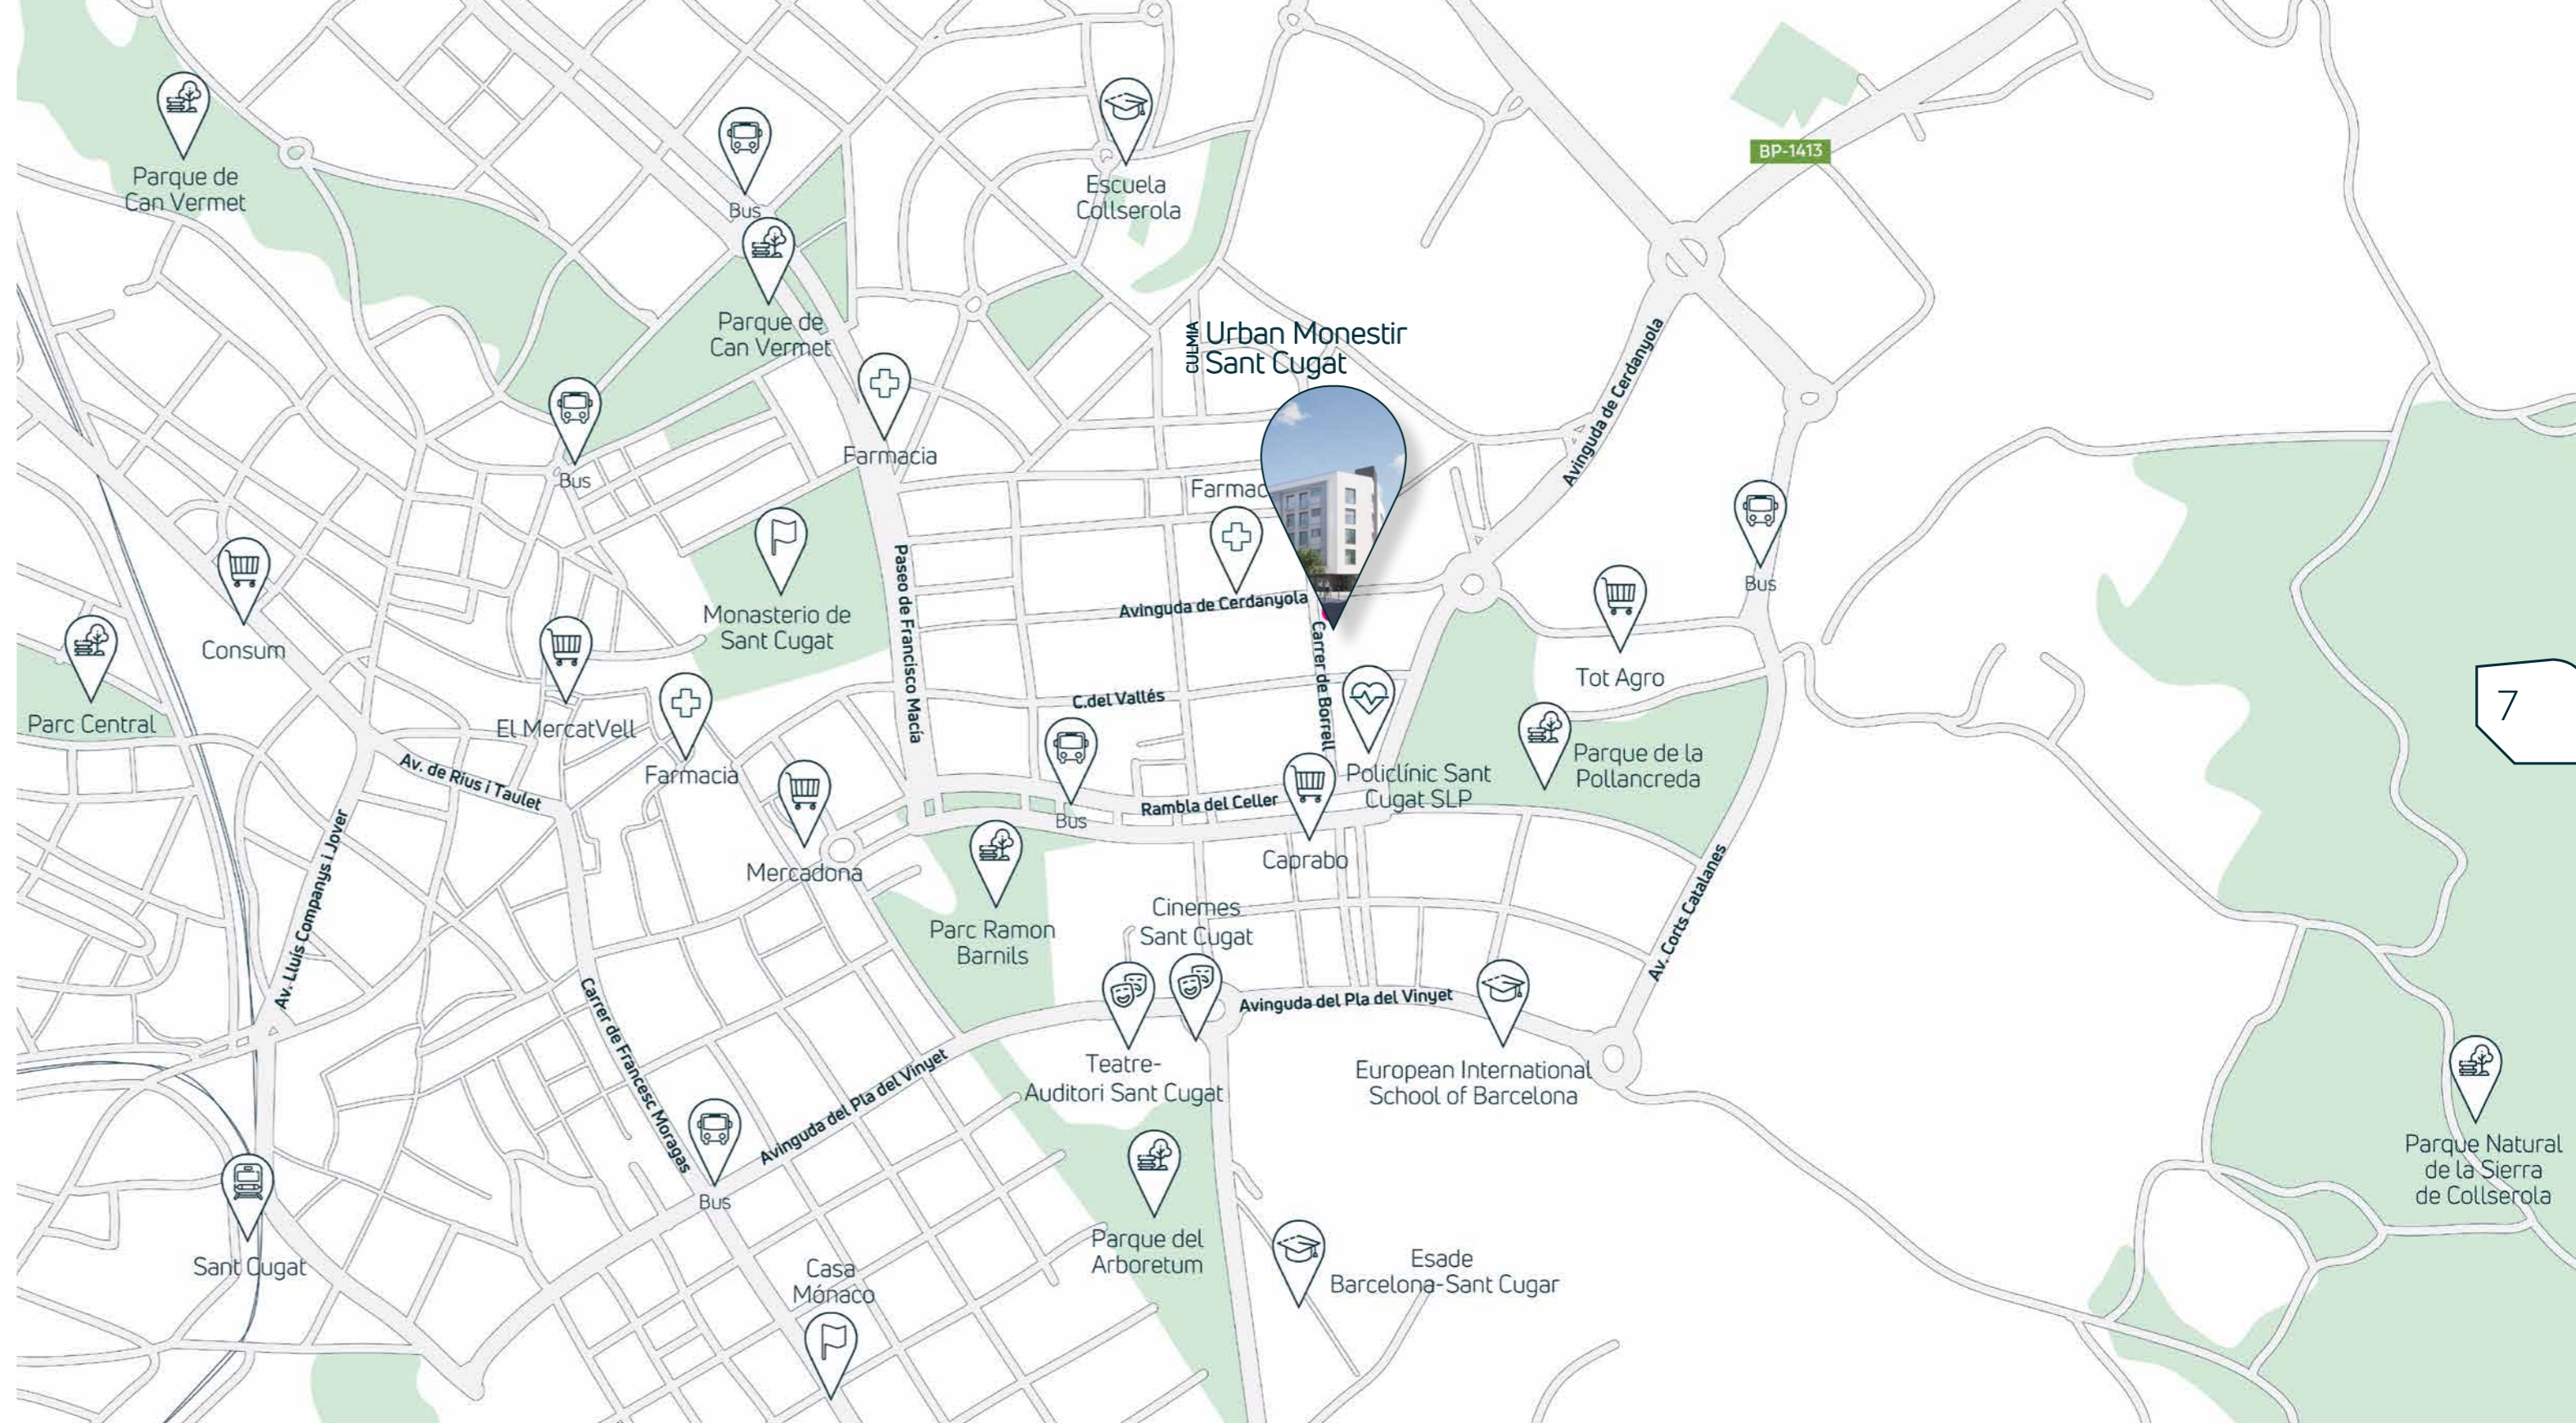 Parque de
Can Vermet
Bus
Escuela
Collserola
BP-1413
Parque de
Can Vermet
CULMIA
Urban Monestir
Sant Cugat
Avinguda de Cerdanyola
Farmacia
Bus
Farmac
Bus
Paseo de Francisco Macía
Avinguda de Cerdanyola
Monasterio de
Sant Cugat
Consum
Carrer de Borrell
Tot Agro
C.del Vallés
7
Parc Central
El MercatVell
Farmacia
Av. de Rius i Taulet
Policlínic Sant
Cugat SLP
Parque de la
Pollancreda
Rambla del Celler
Bus
Mercadona
Caprabo
Av. Lluís Companys i Jover
Av. Corts Catalanes
Parc Ramon
Barnils
Cinemes
Sant Cugat
Avinguda del Pla del Vinyet
Carrer de Francesc Moragas
Teatre-
Auditori Sant Cugat
European International
School of Barcelona
Avinguda del Pla del Vinyet
Parque Natural
de la Sierra
de Collserola
Bus
Sant Cugat
Parque del
Arboretum
Casa
Mónaco
Esade
Barcelona-Sant Cugar